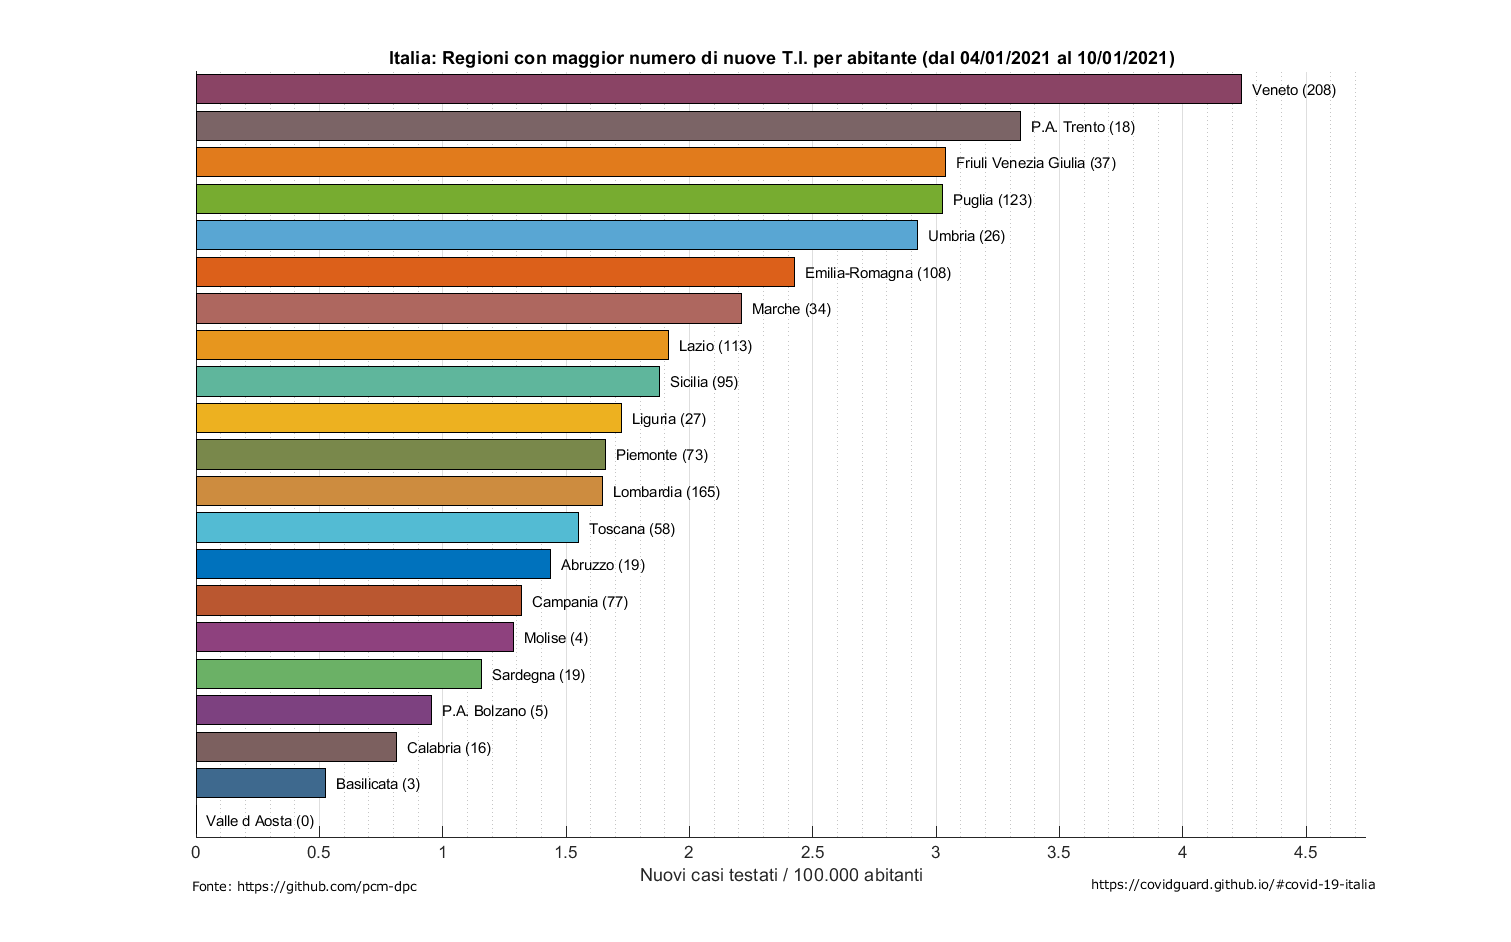 Italia: Regioni con maggior numero di nuove T.I. per abitante (dal 04/01/2021 al 10/01/2021)
Veneto (208)
P.A. Trento (18)
Friuli Venezia Giulia (37)
Puglia (123)
Umbria (26)
Emilia-Romagna (108)
Marche (34)
Lazio (113)
Sicilia (95)
Liguria (27)
Piemonte (73)
Lombardia (165)
Toscana (58)
Abruzzo (19)
Campania (77)
Molise (4)
Sardegna (19)
P.A. Bolzano (5)
Calabria (16)
Basilicata (3)
Valle d Aosta (0)
0 0.5 1 1.5 2 2.5 3 3.5 4 4.5
Nuovi casi testati / 100.000 abitanti
Fonte: https://github.com/pcm-dpc
https://covidguard.github.io/#covid-19-italia